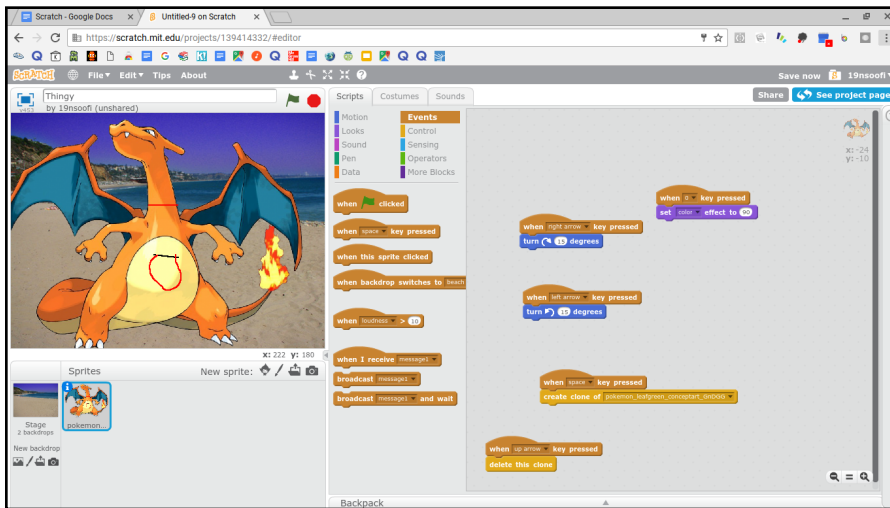 Scratch - Google Docs
Untitled-9 on Scratch
https://scratch.mit.edu/projects/139414332/#editor
SCRATCH File Edit Tips About
Save now 19nsoofi
Thingy
by 19nsoofi (unshared)
v453
Scripts Costumes Sounds
Share See project page
Motion Events
Looks Control
Sound Sensing
Pen Operators
Data More Blocks
x: -24
y: -10
when clicked
when space key pressed
when this sprite clicked
when backdrop switches to beach
when loudness > 10
when I receive message1
broadcast message1
broadcast message1 and wait
when key pressed
set color effect to 90
when right arrow key pressed
turn 15 degrees
when left arrow key pressed
turn 15 degrees
when space key pressed
create clone of
when up arrow key pressed
delete this clone
x: 222 y: 180
Sprites New sprite:
Stage
2 backdrops
New backdrop
pokemon...
Backpack